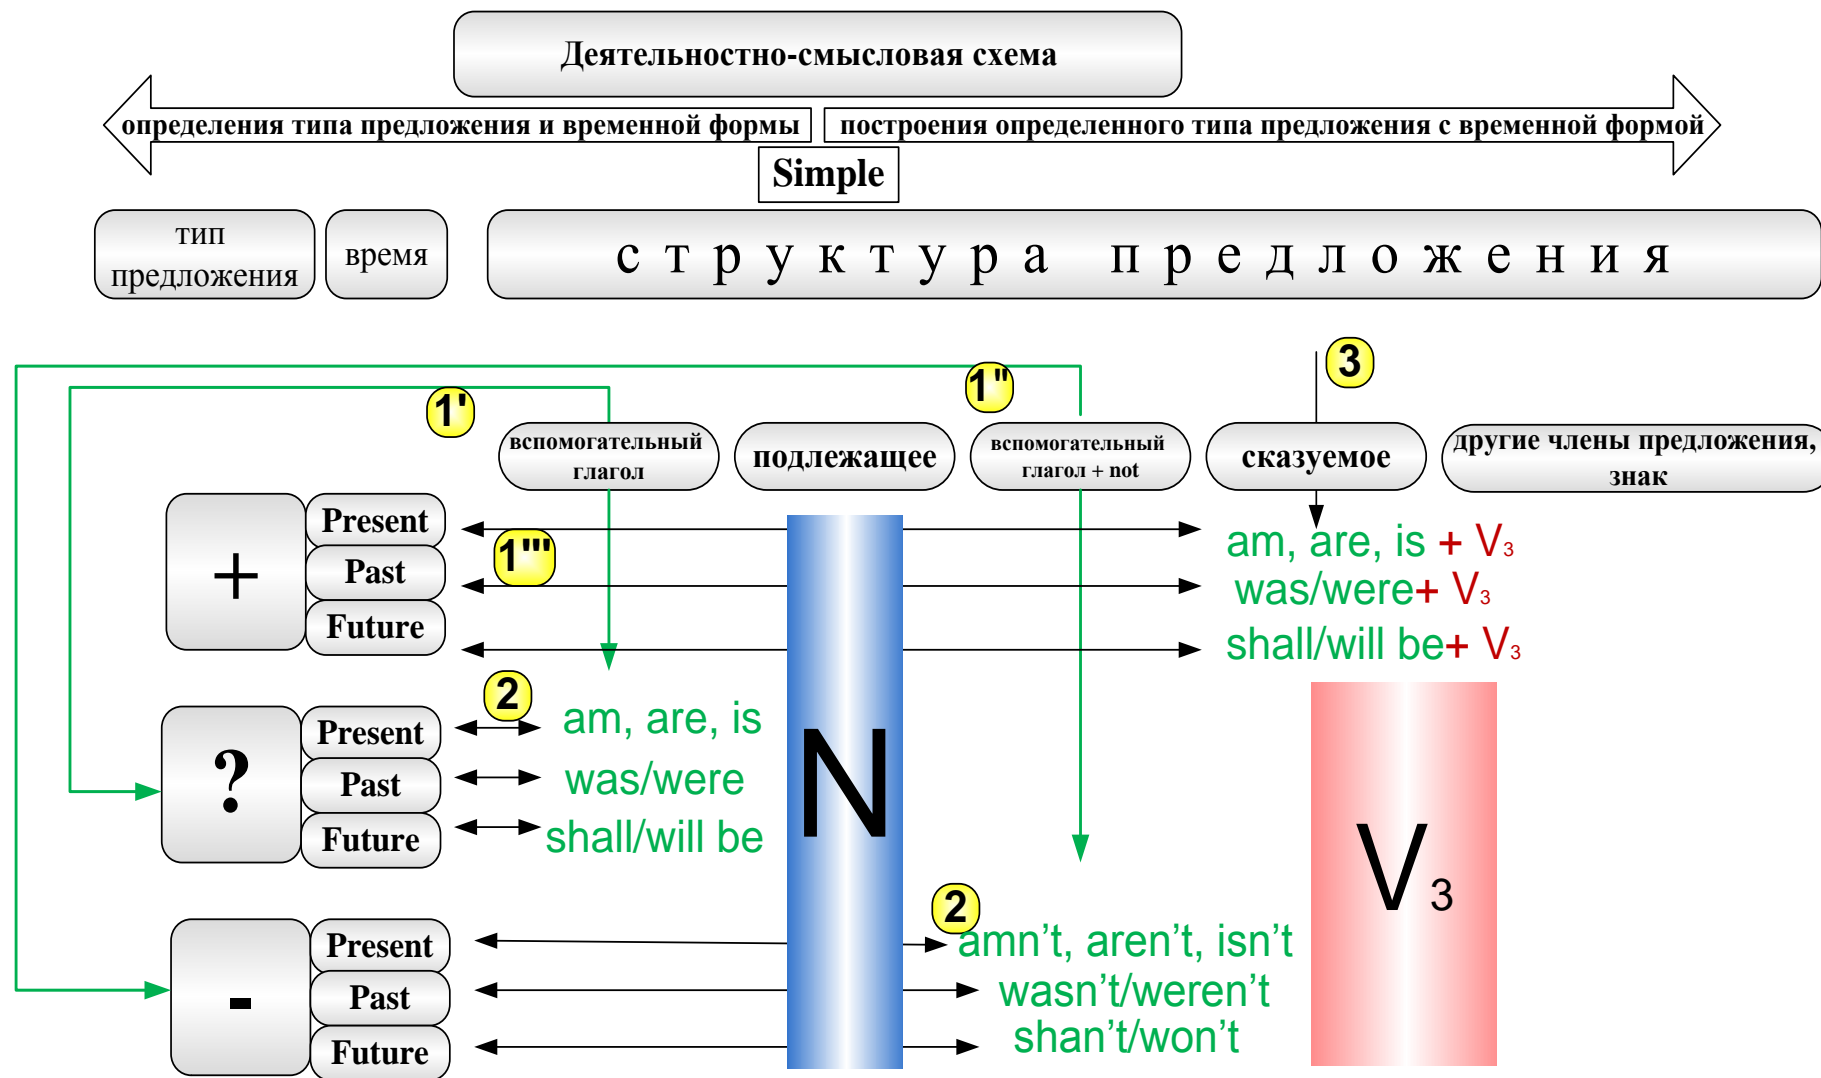 Деятельностно-смысловая схема
определения типа предложения и временной формы
построения определенного типа предложения с временной формой
Simple
тип
предложения
время
структура предложения
1'
1"
3
вспомогательный
глагол
подлежащее
вспомогательный
глагол + not
сказуемое
другие члены предложения,
знак
+
Present
Past
Future
1'"
am, are, is + V3
was/were+ V3
shall/will be+ V3
?
Present
Past
Future
2
am, are, is
was/were
shall/will be
N
V3
-
Present
Past
Future
2
amn't, aren't, isn't
wasn't/weren't
shan't/won't